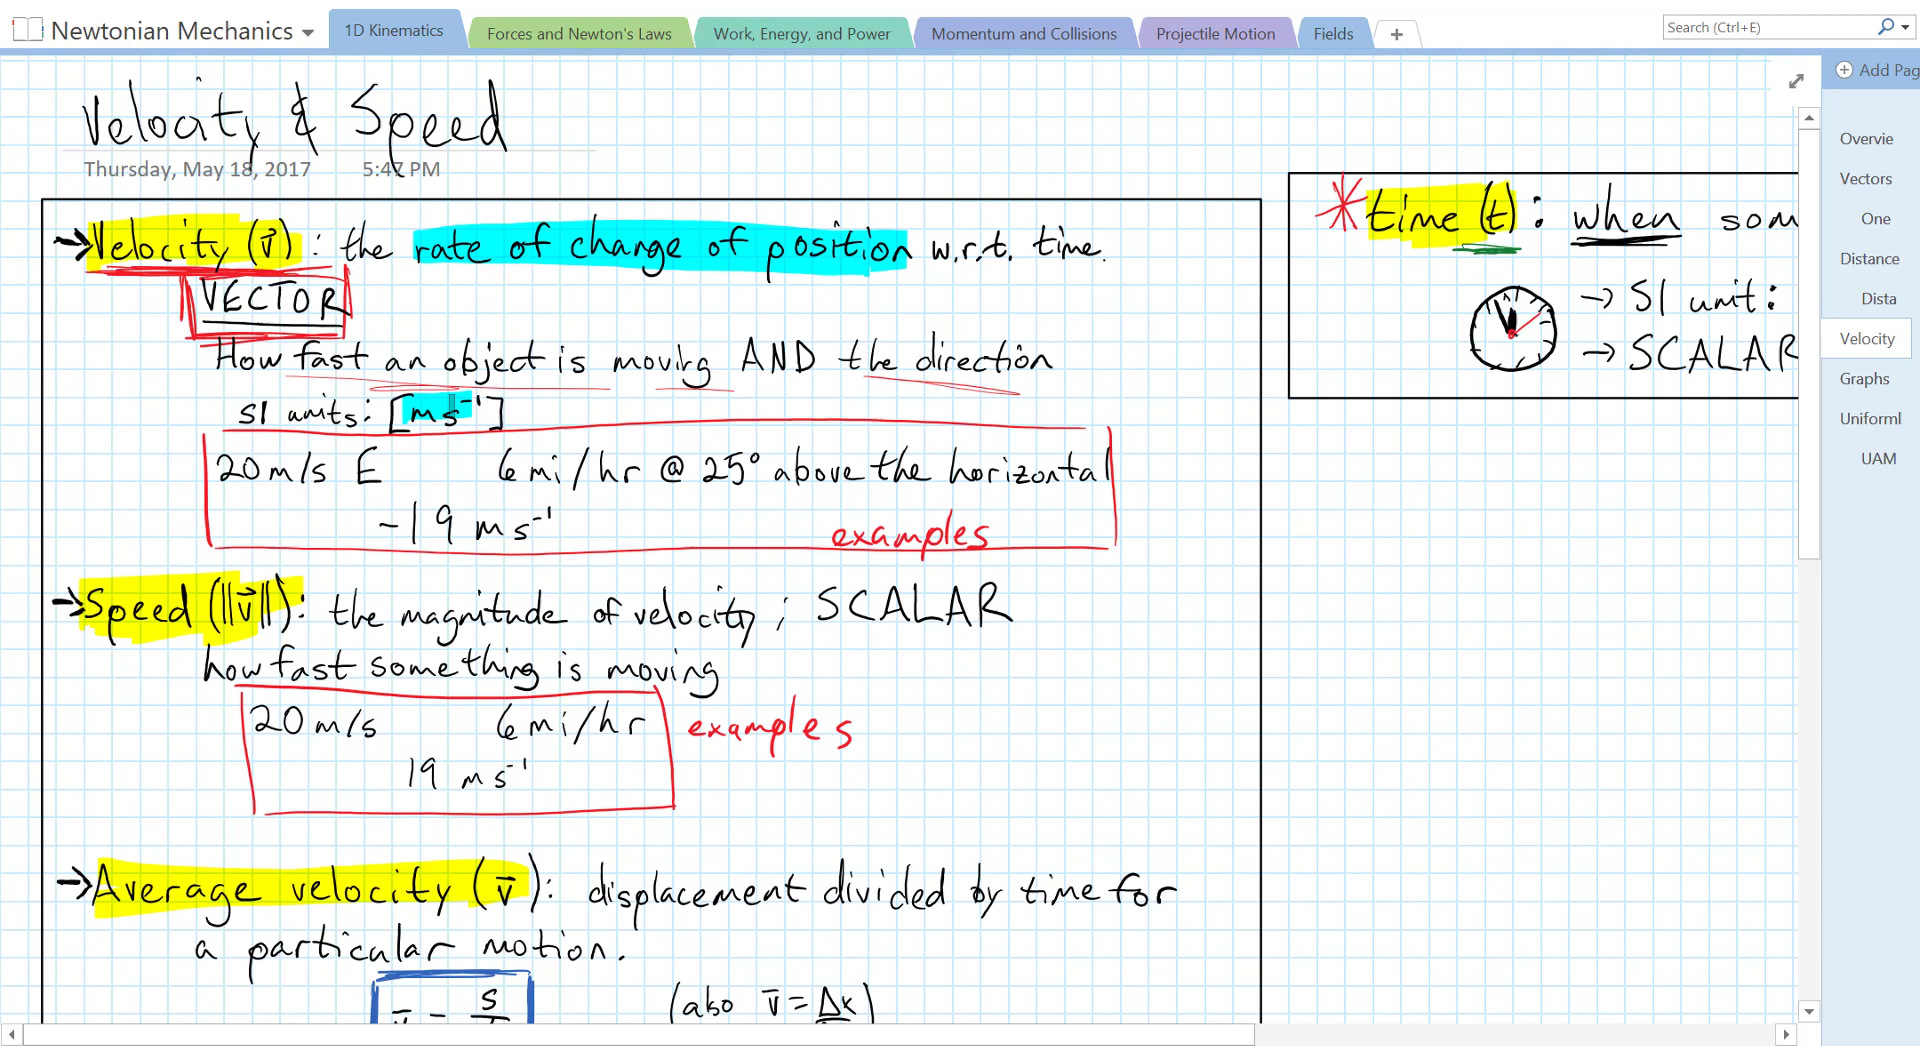 Newtonian Mechanics
1D Kinematics
Forces and Newton's Laws
Work, Energy, and Power
Momentum and Collisions
Projectile Motion
Fields
+
Search (Ctrl+E)
Add Pag
Velocity & Speed
Thursday, May 18, 2017 5:47 PM
→ Velocity (v⃗) : the rate of change of position w.r.t. time.
VECTOR
How fast an object is moving AND the direction
SI units: [m s⁻¹]
20 m/s E 6 mi/hr @ 25° above the horizontal
-19 m s⁻¹
examples
→ Speed (||v⃗||): the magnitude of velocity; SCALAR
how fast something is moving
20 m/s 6 mi/hr
19 m s⁻¹
examples
→ Average velocity (v̄): displacement divided by time for
a particular motion.
v̄ = s
(also v̄ = Δx)
* time (t) : when som
→ SI unit:
→ SCALAR
Overvie
Vectors
One
Distance
Dista
Velocity
Graphs
Uniforml
UAM